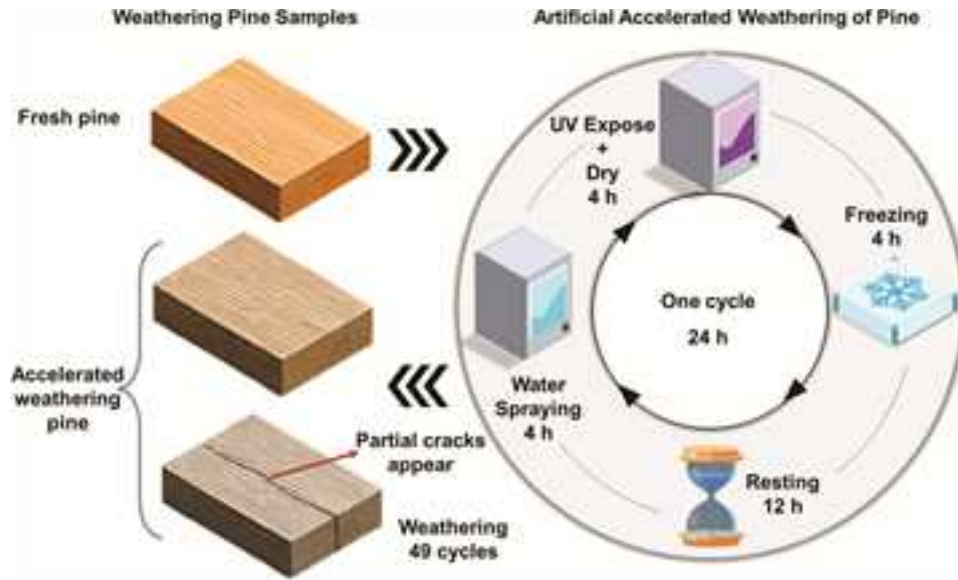 Weathering Pine Samples
Fresh pine
Accelerated
weathering
pine
Partial cracks
appear
Weathering
49 cycles
Artificial Accelerated Weathering of Pine
UV Expose
+
Dry
4 h
Freezing
4 h
One cycle
24 h
Water
Spraying
4 h
Resting
12 h